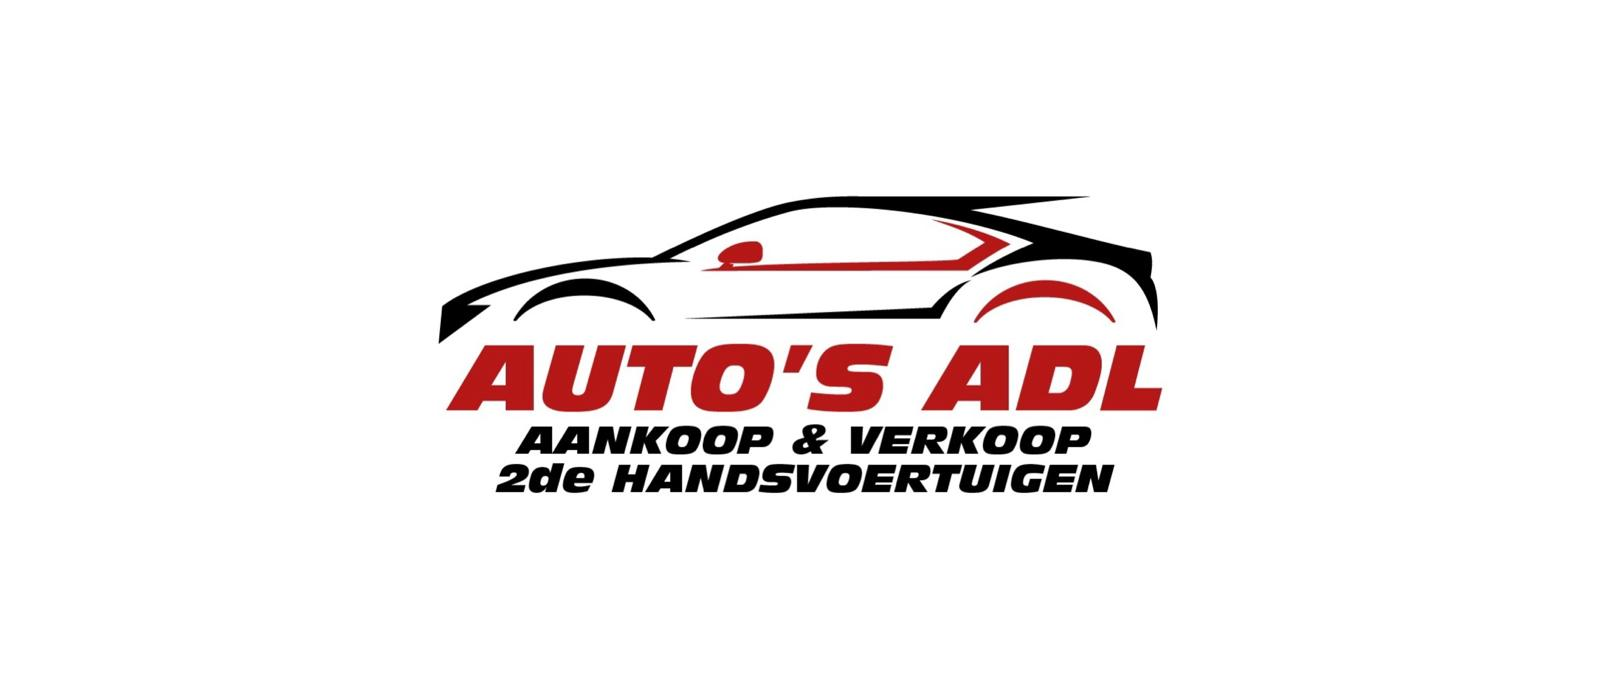 AUTO'S ADL
AANKOOP & VERKOOP
2de HANDSVOERTUIGEN